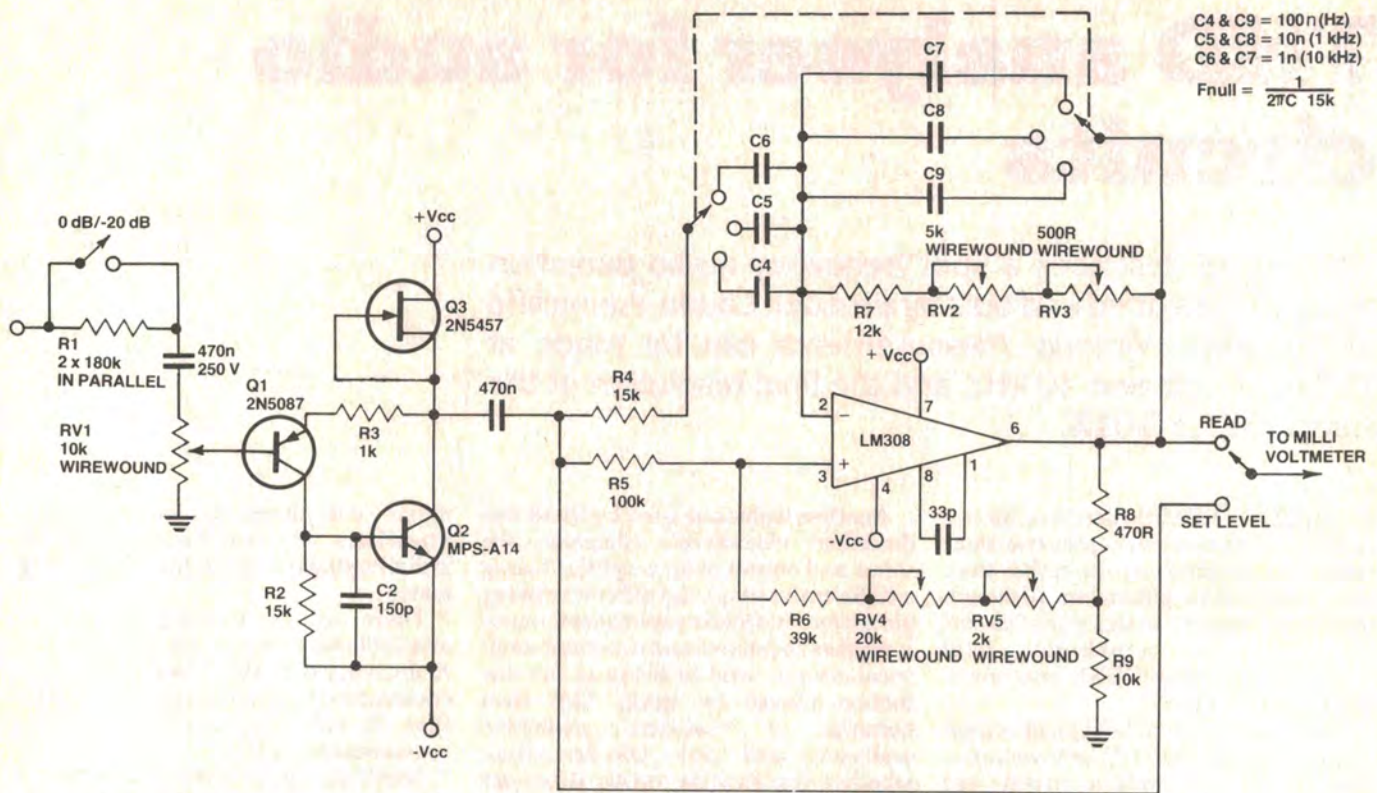 C4 & C9 = 100n (Hz)
C5 & C8 = 10n (1 kHz)
C6 & C7 = 1n (10 kHz)
Fnull = 1
2πC 15k
C7
C8
C9
C6
C5
C4
5k
WIREWOUND
500R
WIREWOUND
R7
12k
RV2
RV3
0 dB/-20 dB
R1
2 x 180k
IN PARALLEL
470n
250 V
RV1
10k
WIREWOUND
Q1
2N5087
R3
1k
+Vcc
Q3
2N5457
470n
R4
15k
R5
100k
Q2
MPS-A14
R2
15k
C2
150p
-Vcc
+ Vcc
7
2
−
LM308
6
3
+
4
8
1
-Vcc
33p
R6
39k
RV4
20k
WIREWOUND
RV5
2k
WIREWOUND
R8
470R
R9
10k
READ
TO MILLI
VOLTMETER
SET LEVEL